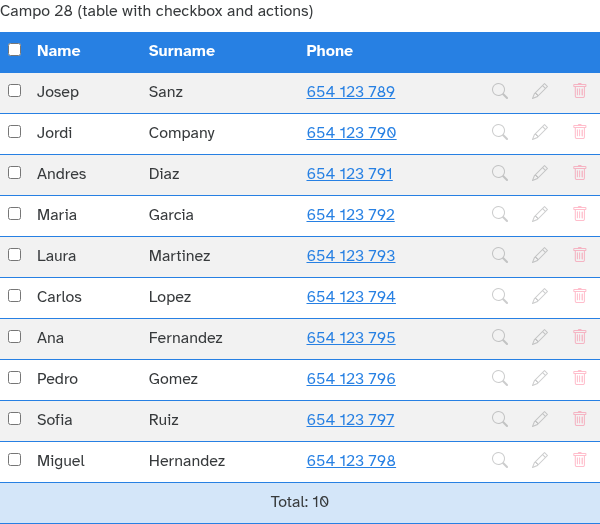 Campo 28 (table with checkbox and actions)
Name Surname Phone
Josep Sanz 654 123 789
Jordi Company 654 123 790
Andres Diaz 654 123 791
Maria Garcia 654 123 792
Laura Martinez 654 123 793
Carlos Lopez 654 123 794
Ana Fernandez 654 123 795
Pedro Gomez 654 123 796
Sofia Ruiz 654 123 797
Miguel Hernandez 654 123 798
Total: 10